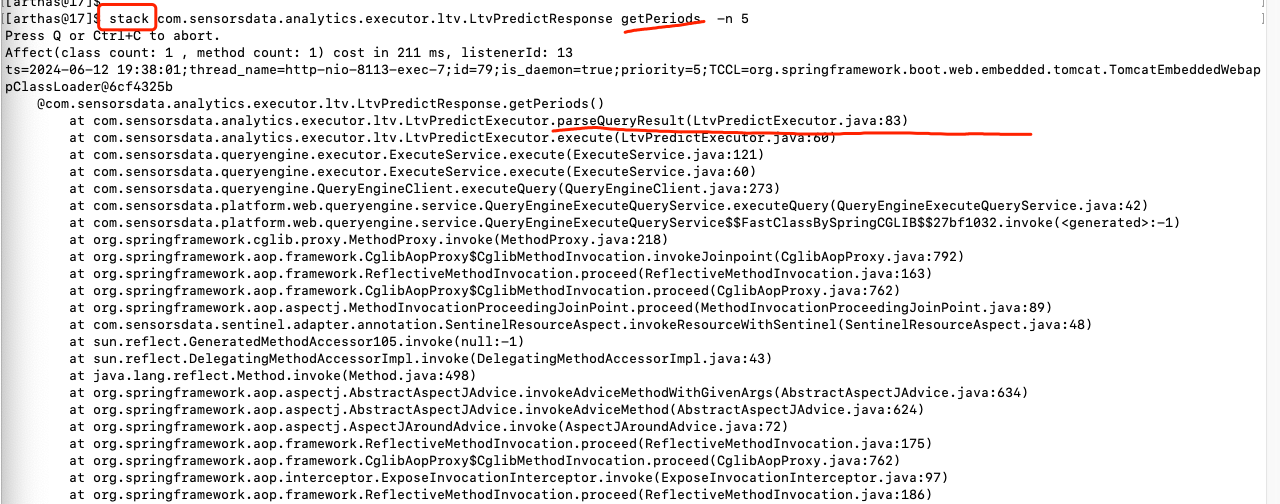 [arthas@17]$
[arthas@17]$ stack com.sensorsdata.analytics.executor.ltv.LtvPredictResponse getPeriods -n 5
Press Q or Ctrl+C to abort.
Affect(class count: 1 , method count: 1) cost in 211 ms, listenerId: 13
ts=2024-06-12 19:38:01;thread_name=http-nio-8113-exec-7;id=79;is_daemon=true;priority=5;TCCL=org.springframework.boot.web.embedded.tomcat.TomcatEmbeddedWebap
pClassLoader@6cf4325b
@com.sensorsdata.analytics.executor.ltv.LtvPredictResponse.getPeriods()
at com.sensorsdata.analytics.executor.ltv.LtvPredictExecutor.parseQueryResult(LtvPredictExecutor.java:83)
at com.sensorsdata.analytics.executor.ltv.LtvPredictExecutor.execute(LtvPredictExecutor.java:60)
at com.sensorsdata.queryengine.executor.ExecuteService.execute(ExecuteService.java:121)
at com.sensorsdata.queryengine.executor.ExecuteService.execute(ExecuteService.java:60)
at com.sensorsdata.queryengine.QueryEngineClient.executeQuery(QueryEngineClient.java:273)
at com.sensorsdata.platform.web.queryengine.service.QueryEngineExecuteQueryService.executeQuery(QueryEngineExecuteQueryService.java:42)
at com.sensorsdata.platform.web.queryengine.service.QueryEngineExecuteQueryService$$FastClassBySpringCGLIB$$27bf1032.invoke(<generated>:-1)
at org.springframework.cglib.proxy.MethodProxy.invoke(MethodProxy.java:218)
at org.springframework.aop.framework.CglibAopProxy$CglibMethodInvocation.invokeJoinpoint(CglibAopProxy.java:792)
at org.springframework.aop.framework.ReflectiveMethodInvocation.proceed(ReflectiveMethodInvocation.java:163)
at org.springframework.aop.framework.CglibAopProxy$CglibMethodInvocation.proceed(CglibAopProxy.java:762)
at org.springframework.aop.aspectj.MethodInvocationProceedingJoinPoint.proceed(MethodInvocationProceedingJoinPoint.java:89)
at com.sensorsdata.sentinel.adapter.annotation.SentinelResourceAspect.invokeResourceWithSentinel(SentinelResourceAspect.java:48)
at sun.reflect.GeneratedMethodAccessor105.invoke(null:-1)
at sun.reflect.DelegatingMethodAccessorImpl.invoke(DelegatingMethodAccessorImpl.java:43)
at java.lang.reflect.Method.invoke(Method.java:498)
at org.springframework.aop.aspectj.AbstractAspectJAdvice.invokeAdviceMethodWithGivenArgs(AbstractAspectJAdvice.java:634)
at org.springframework.aop.aspectj.AbstractAspectJAdvice.invokeAdviceMethod(AbstractAspectJAdvice.java:624)
at org.springframework.aop.aspectj.AspectJAroundAdvice.invoke(AspectJAroundAdvice.java:72)
at org.springframework.aop.framework.ReflectiveMethodInvocation.proceed(ReflectiveMethodInvocation.java:175)
at org.springframework.aop.framework.CglibAopProxy$CglibMethodInvocation.proceed(CglibAopProxy.java:762)
at org.springframework.aop.interceptor.ExposeInvocationInterceptor.invoke(ExposeInvocationInterceptor.java:97)
at org.springframework.aop.framework.ReflectiveMethodInvocation.proceed(ReflectiveMethodInvocation.java:186)